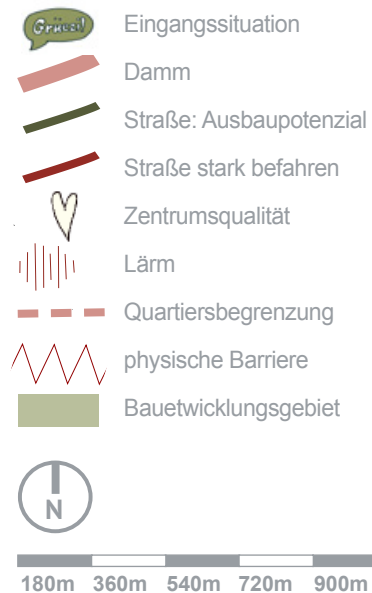 Grüezi!
Eingangssituation
Damm
Straße: Ausbaupotenzial
Straße stark befahren
Zentrumsqualität
Lärm
Quartiersbegrenzung
physische Barriere
Bauetwicklungsgebiet
N
180m 360m 540m 720m 900m